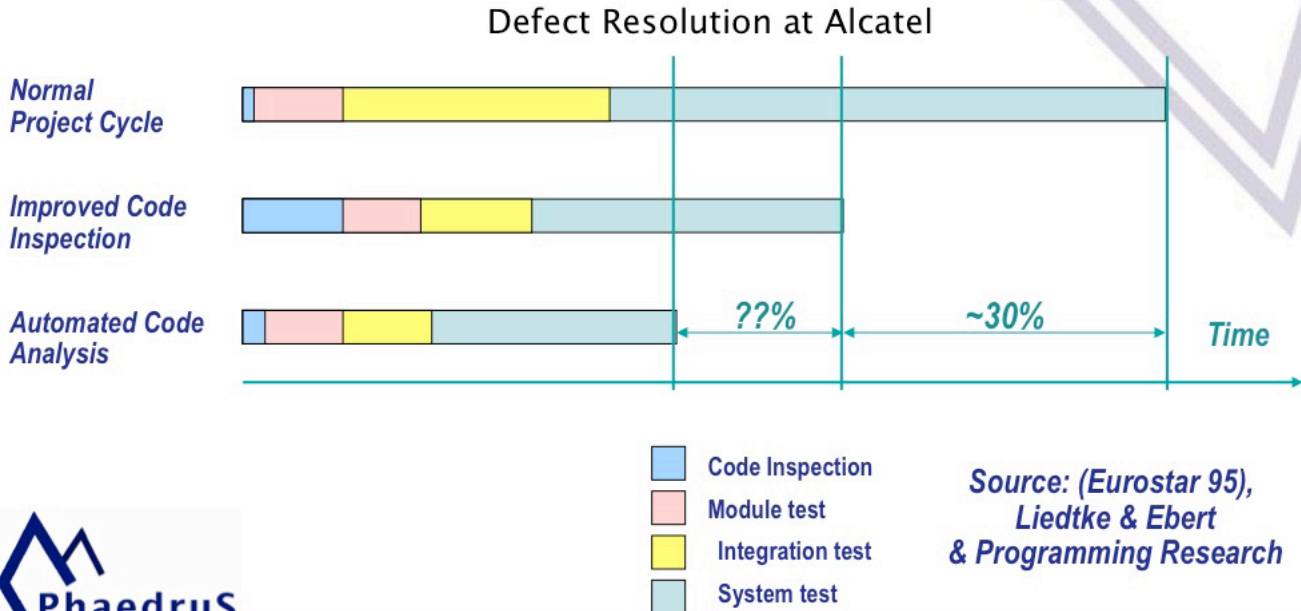 Defect Resolution at Alcatel
Normal
Project Cycle
Improved Code
Inspection
Automated Code
Analysis
??%
~30%
Time
Code Inspection
Module test
Integration test
System test
Source: (Eurostar 95),
Liedtke & Ebert
& Programming Research
PhaedruS